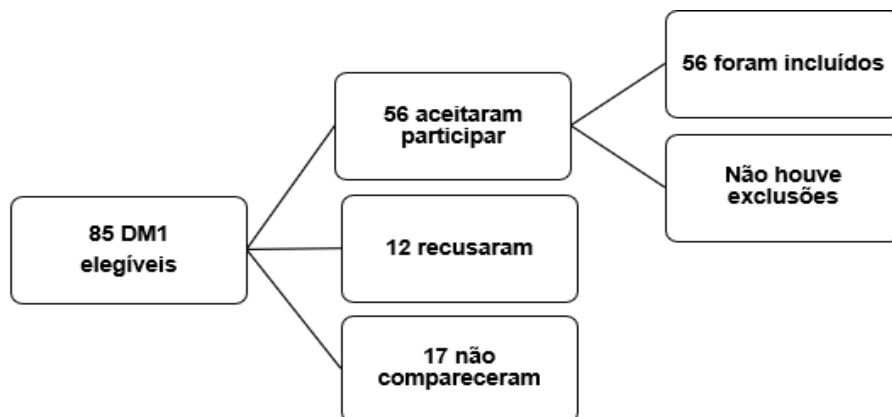 85 DM1
elegíveis
56 aceitaram
participar
12 recusaram
17 não
compareceram
56 foram incluídos
Não houve
exclusões